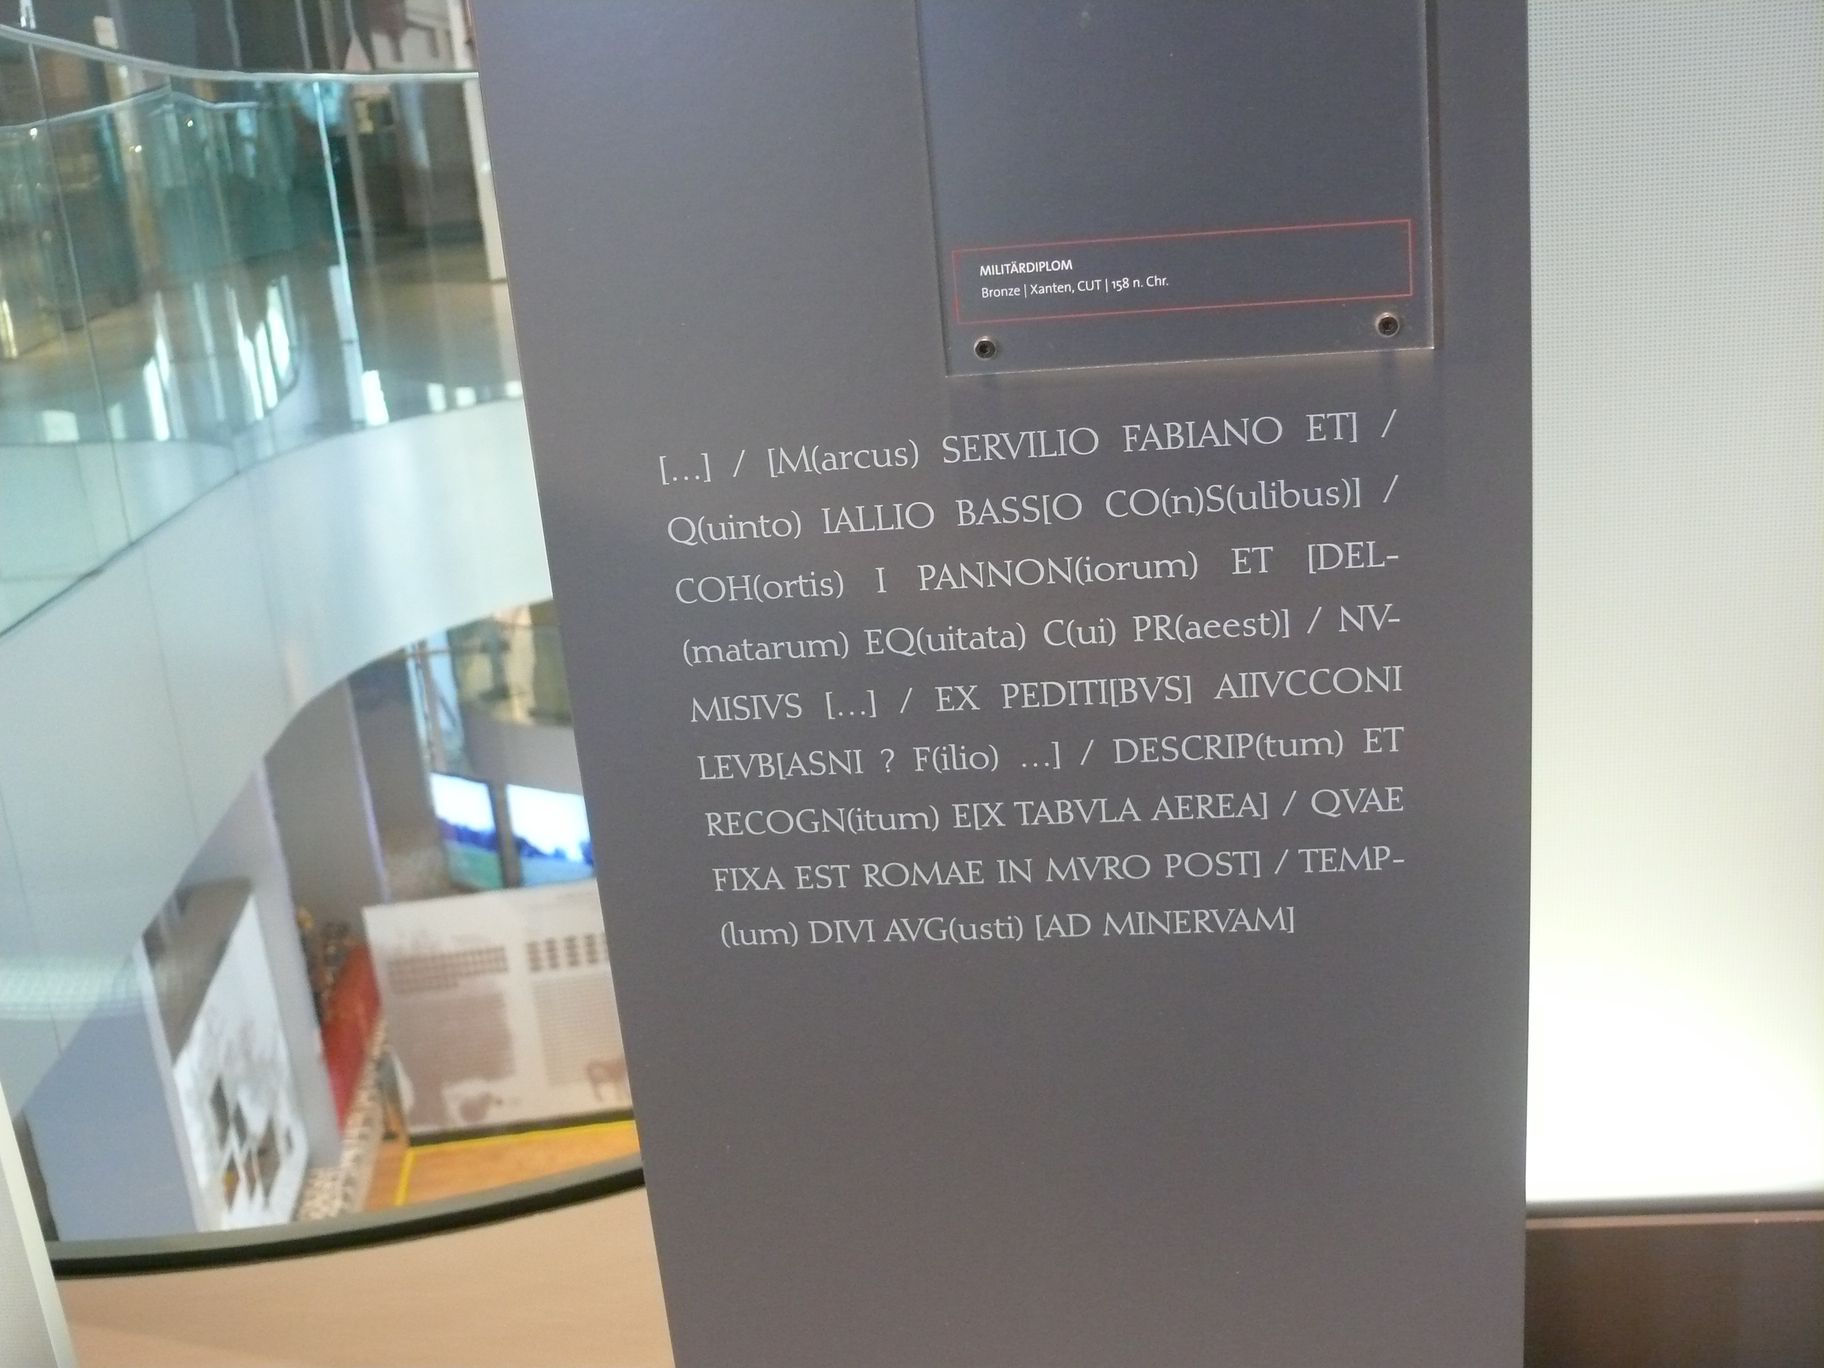 MILITÄRDIPLOM
Bronze | Xanten, CUT | 158 n. Chr.
[...] / [M(arcus) SERVILIO FABIANO ET] /
Q(uinto) IALLIO BASS[O CO(n)S(ulibus)] /
COH(ortis) I PANNON(iorum) ET [DEL-
(matarum) EQ(uitata) C(ui) PR(aeest)] / NV-
MISIVS [...] / EX PEDITI[BVS] AIIVCCONI
LEVB[ASNI ? F(ilio) ...] / DESCRIP(tum) ET
RECOGN(itum) E[X TABVLA AEREA] / QVAE
FIXA EST ROMAE IN MVRO POST] / TEMP-
(lum) DIVI AVG(usti) [AD MINERVAM]